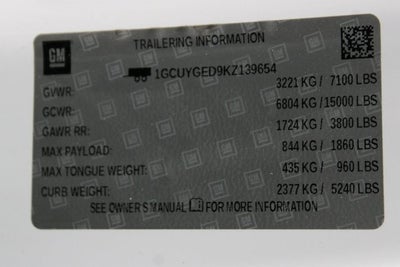 GM
TRAILERING INFORMATION
1GCUYGED9KZ139654
GVWR: 3221 KG / 7100 LBS
GCWR: 6804 KG / 15000 LBS
GAWR RR: 1724 KG / 3800 LBS
MAX PAYLOAD: 844 KG / 1860 LBS
MAX TONGUE WEIGHT: 435 KG / 960 LBS
CURB WEIGHT: 2377 KG / 5240 LBS
SEE OWNER'S MANUAL FOR MORE INFORMATION